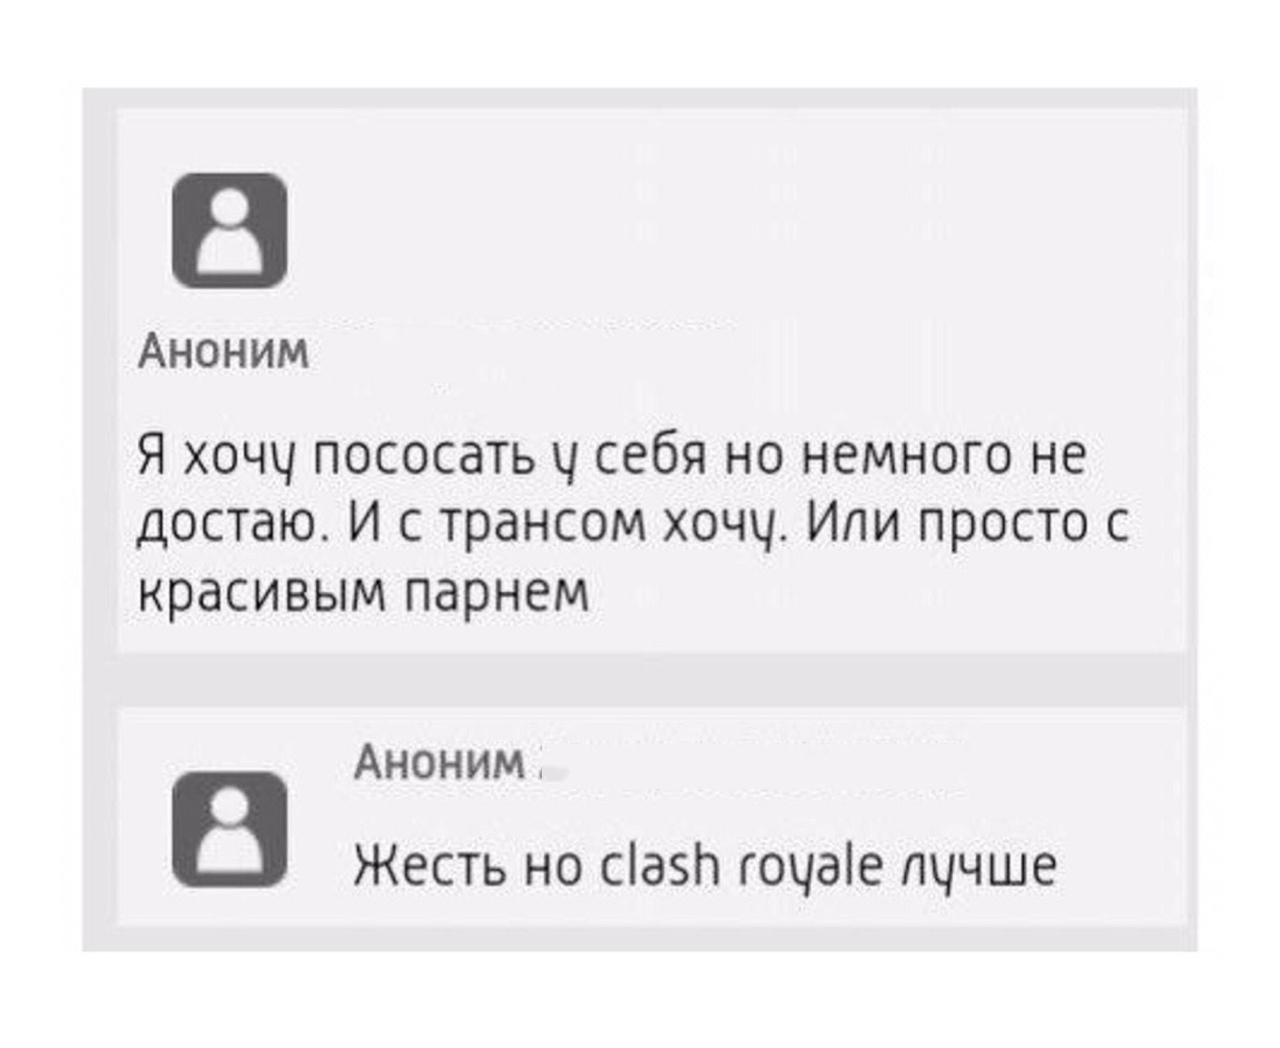 Аноним
Я хочу пососать у себя но немного не
достаю. И с трансом хочу. Или просто с
красивым парнем
Аноним
Жесть но clash royale лучше